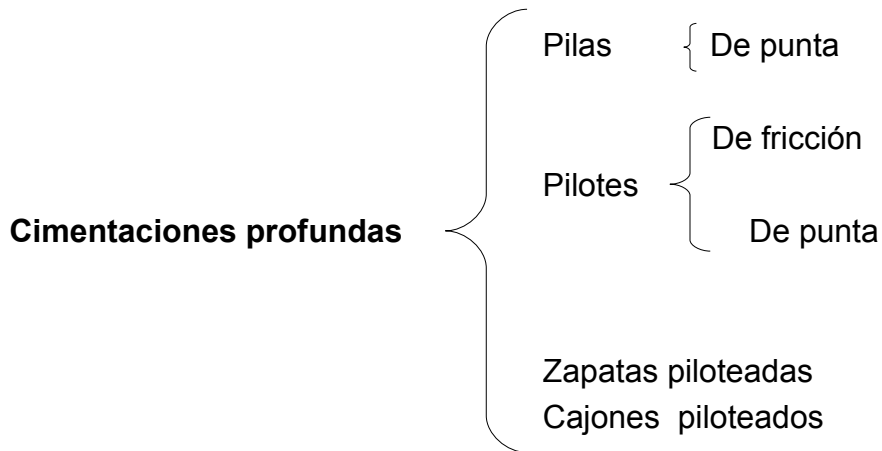 Pilas De punta
De fricción
Pilotes
Cimentaciones profundas
De punta
Zapatas piloteadas
Cajones piloteados